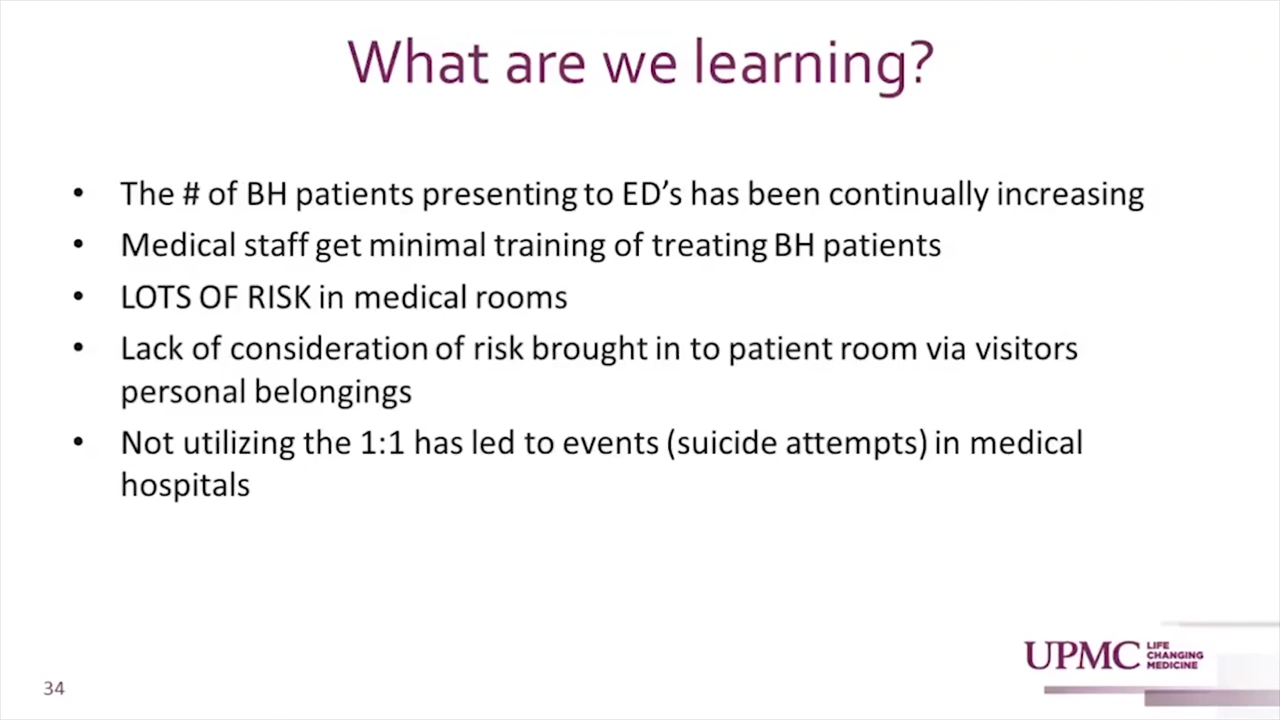 What are we learning?
• The # of BH patients presenting to ED’s has been continually increasing
• Medical staff get minimal training of treating BH patients
• LOTS OF RISK in medical rooms
• Lack of consideration of risk brought in to patient room via visitors
personal belongings
• Not utilizing the 1:1 has led to events (suicide attempts) in medical
hospitals
UPMC LIFE
CHANGING
MEDICINE
34